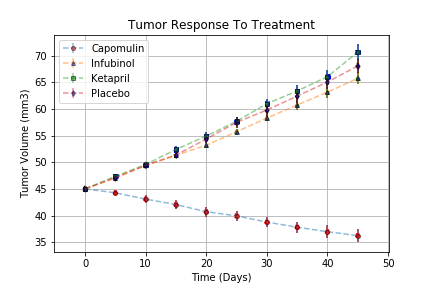 Tumor Response To Treatment
Capomulin
Infubinol
Ketapril
Placebo
Tumor Volume (mm3)
70
65
60
55
50
45
40
35
0
10
20
30
40
50
Time (Days)